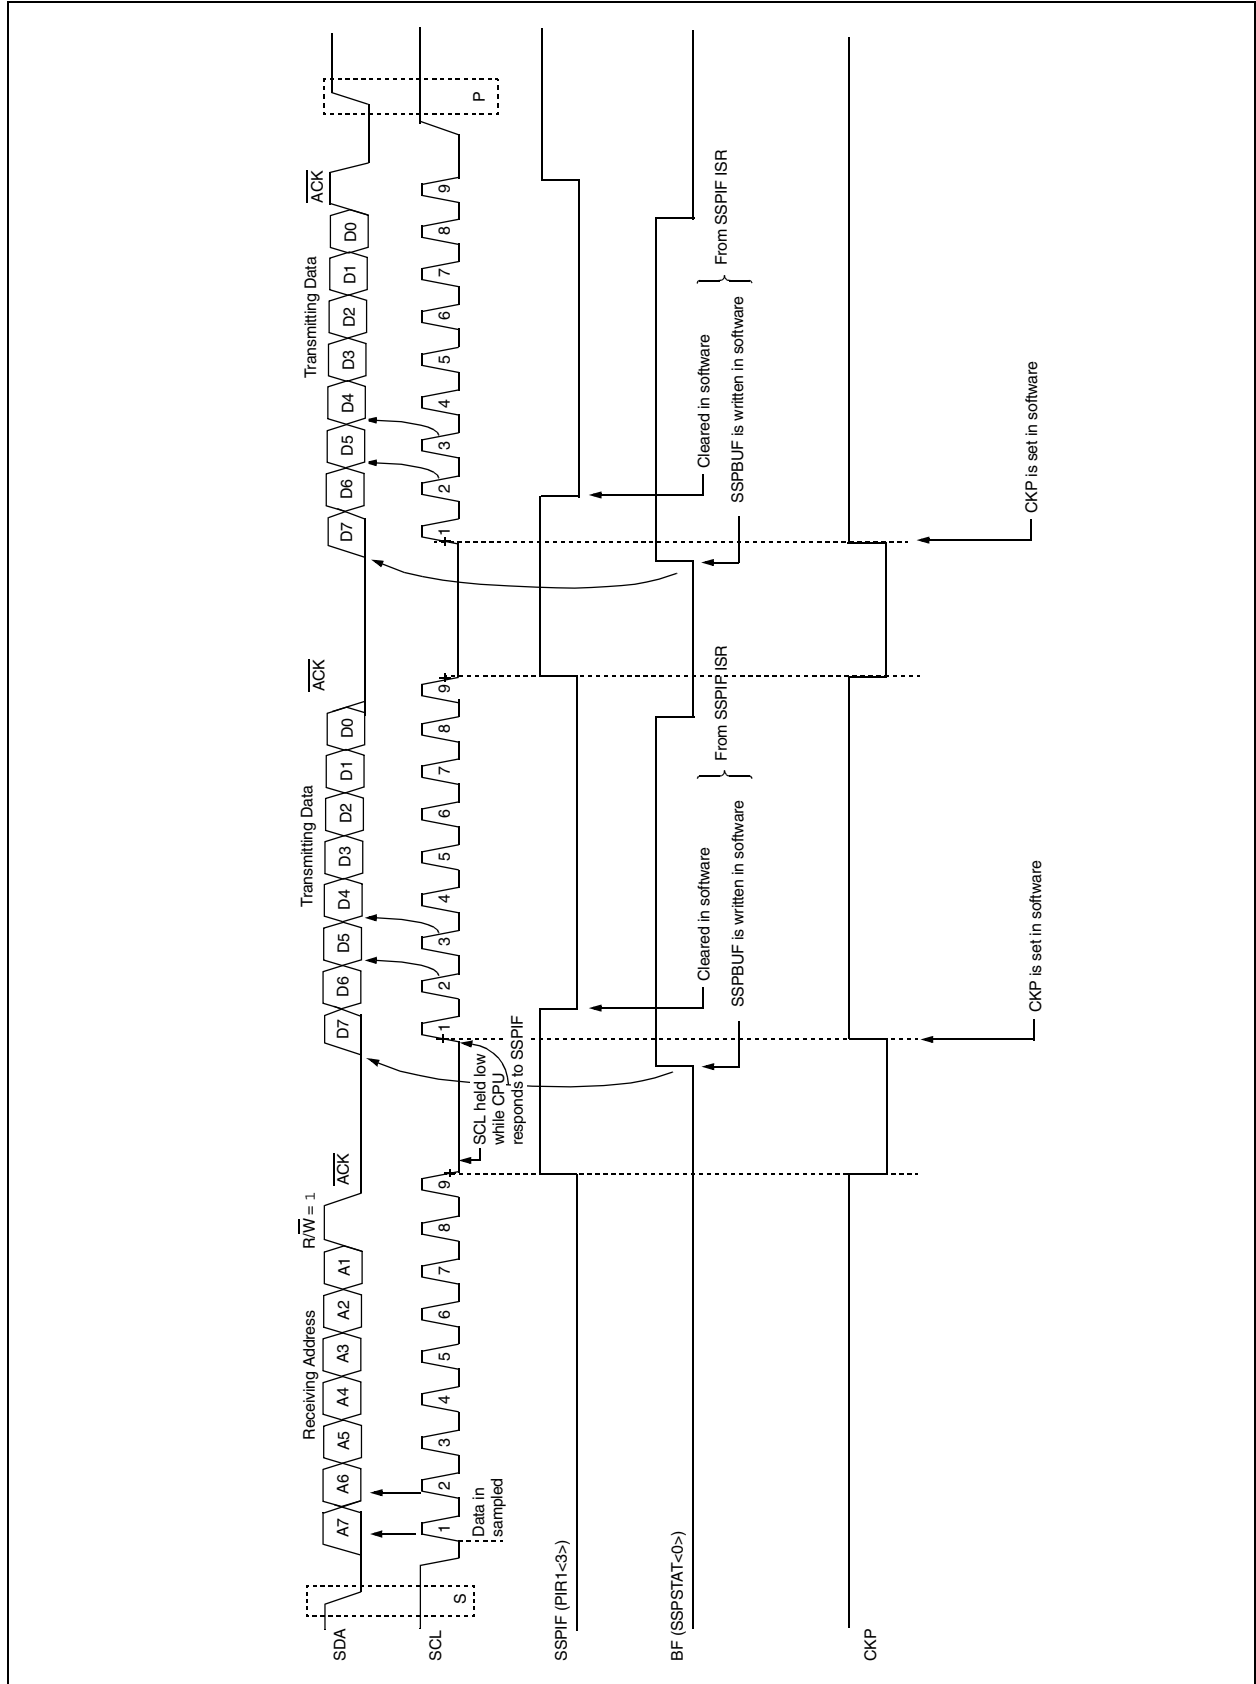 Receiving Address
R/W = 1
ACK
Transmitting Data
ACK
Transmitting Data
ACK
SDA
A7
A6
A5
A4
A3
A2
A1
D7
D6
D5
D4
D3
D2
D1
D0
D7
D6
D5
D4
D3
D2
D1
D0
SCL
S
1
2
3
4
5
6
7
8
9
1
2
3
4
5
6
7
8
9
1
2
3
4
5
6
7
8
9
P
Data in
sampled
SCL held low
while CPU
responds to SSPIF
SSPIF (PIR1<3>)
BF (SSPSTAT<0>)
Cleared in software
SSPBUF is written in software
From SSPIF ISR
Cleared in software
SSPBUF is written in software
From SSPIF ISR
CKP
CKP is set in software
CKP is set in software